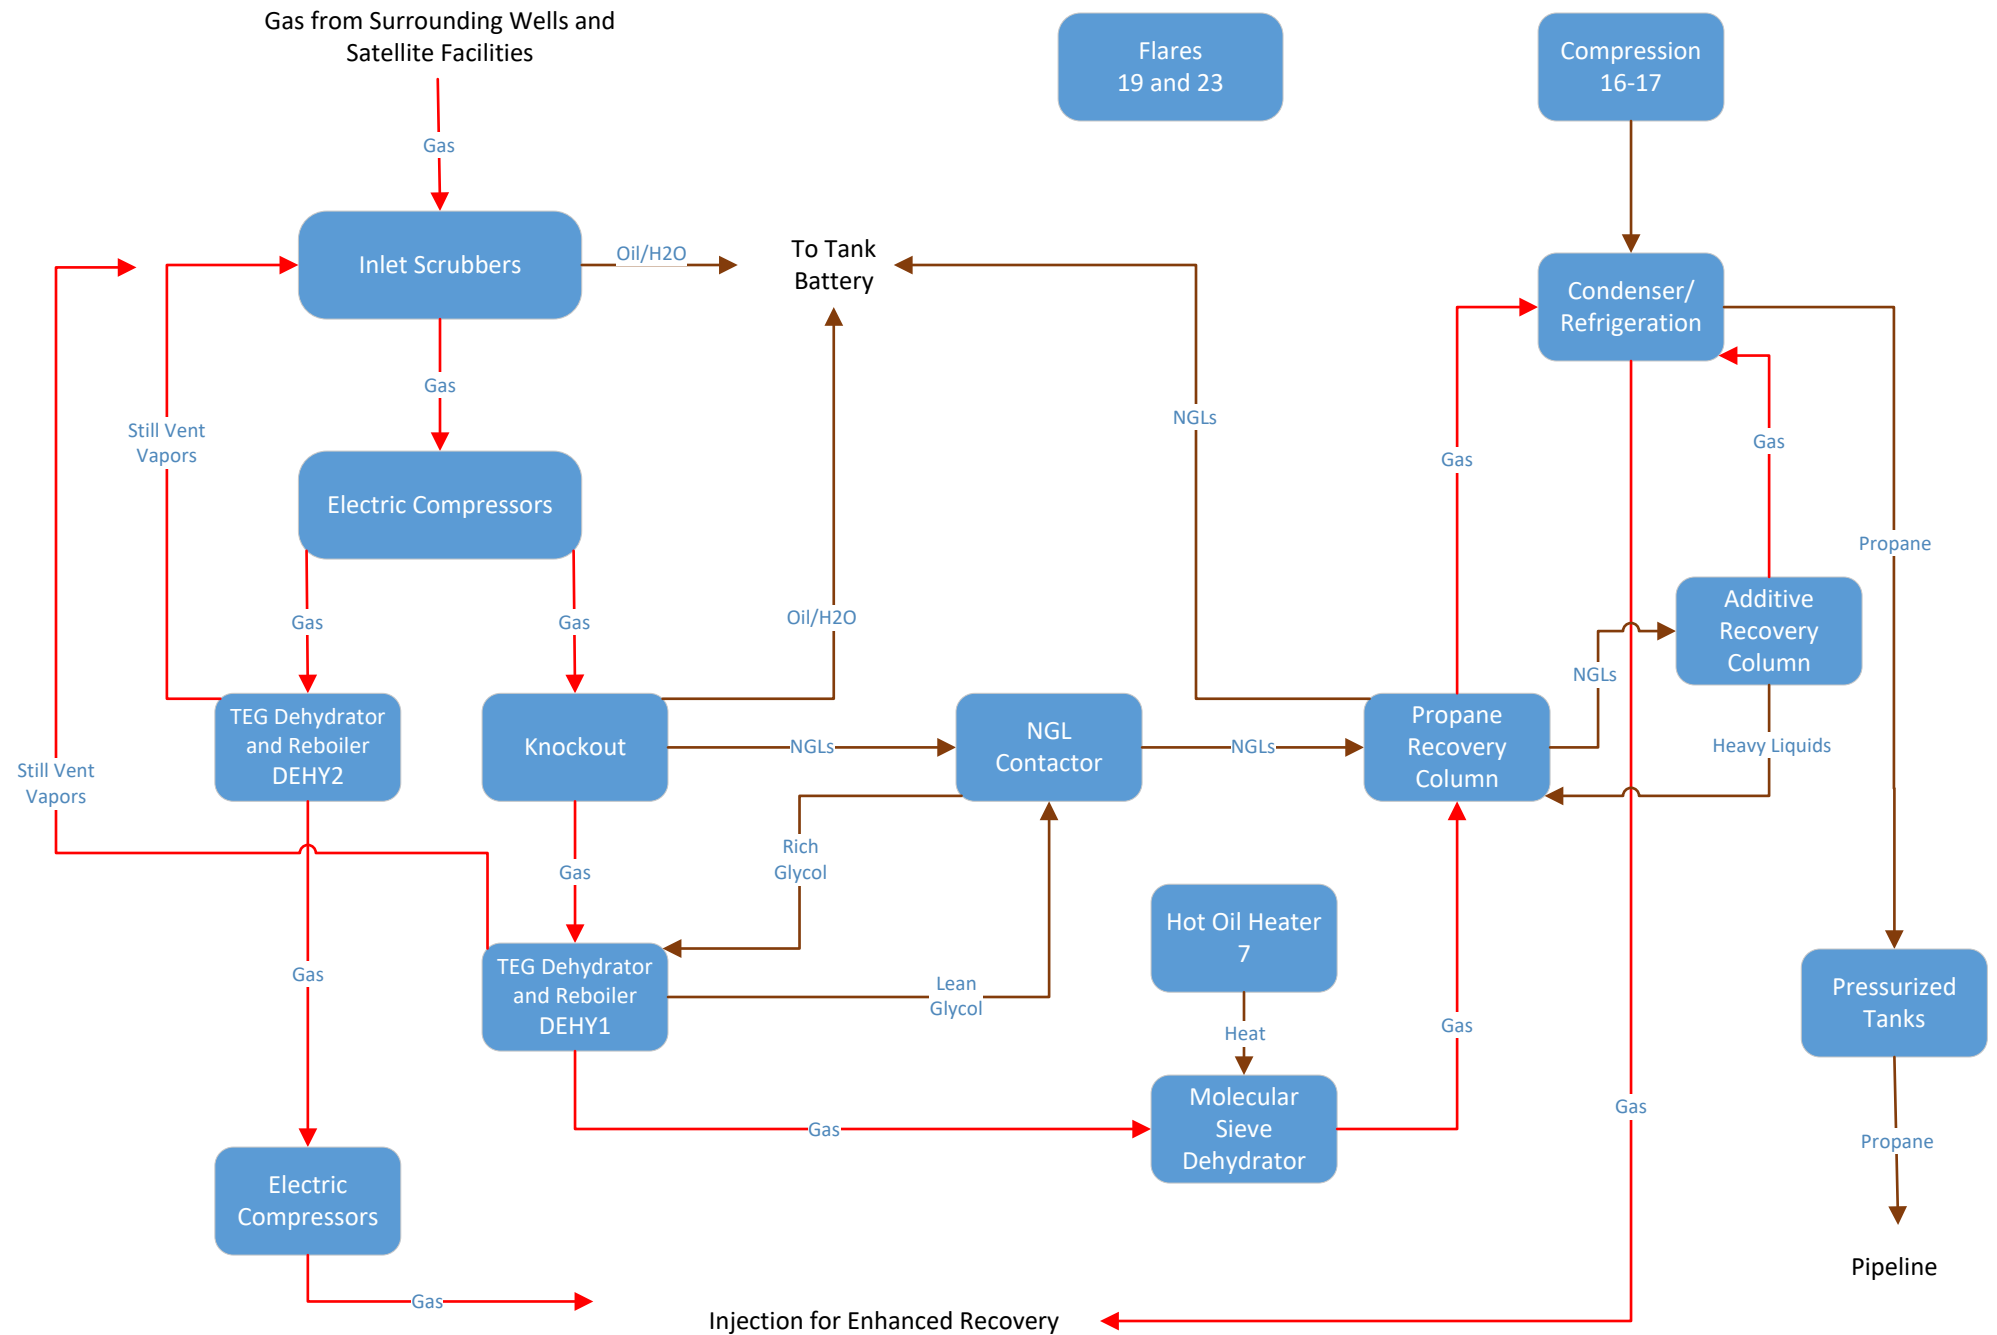 Gas from Surrounding Wells and
Satellite Facilities
Flares
19 and 23
Compression
16-17
Gas
Inlet Scrubbers
Oil/H2O
To Tank
Battery
Condenser/
Refrigeration
Gas
Still Vent
Vapors
NGLs
Gas
Gas
Electric Compressors
Propane
Gas
Gas
Oil/H2O
Additive
Recovery
Column
NGLs
TEG Dehydrator
and Reboiler
DEHY2
Knockout
NGLs
NGL
Contactor
NGLs
Propane
Recovery
Column
Heavy Liquids
Still Vent
Vapors
Rich
Glycol
Gas
Hot Oil Heater
7
Gas
TEG Dehydrator
and Reboiler
DEHY1
Lean
Glycol
Heat
Gas
Pressurized
Tanks
Molecular
Sieve
Dehydrator
Gas
Gas
Propane
Electric
Compressors
Pipeline
Gas
Injection for Enhanced Recovery